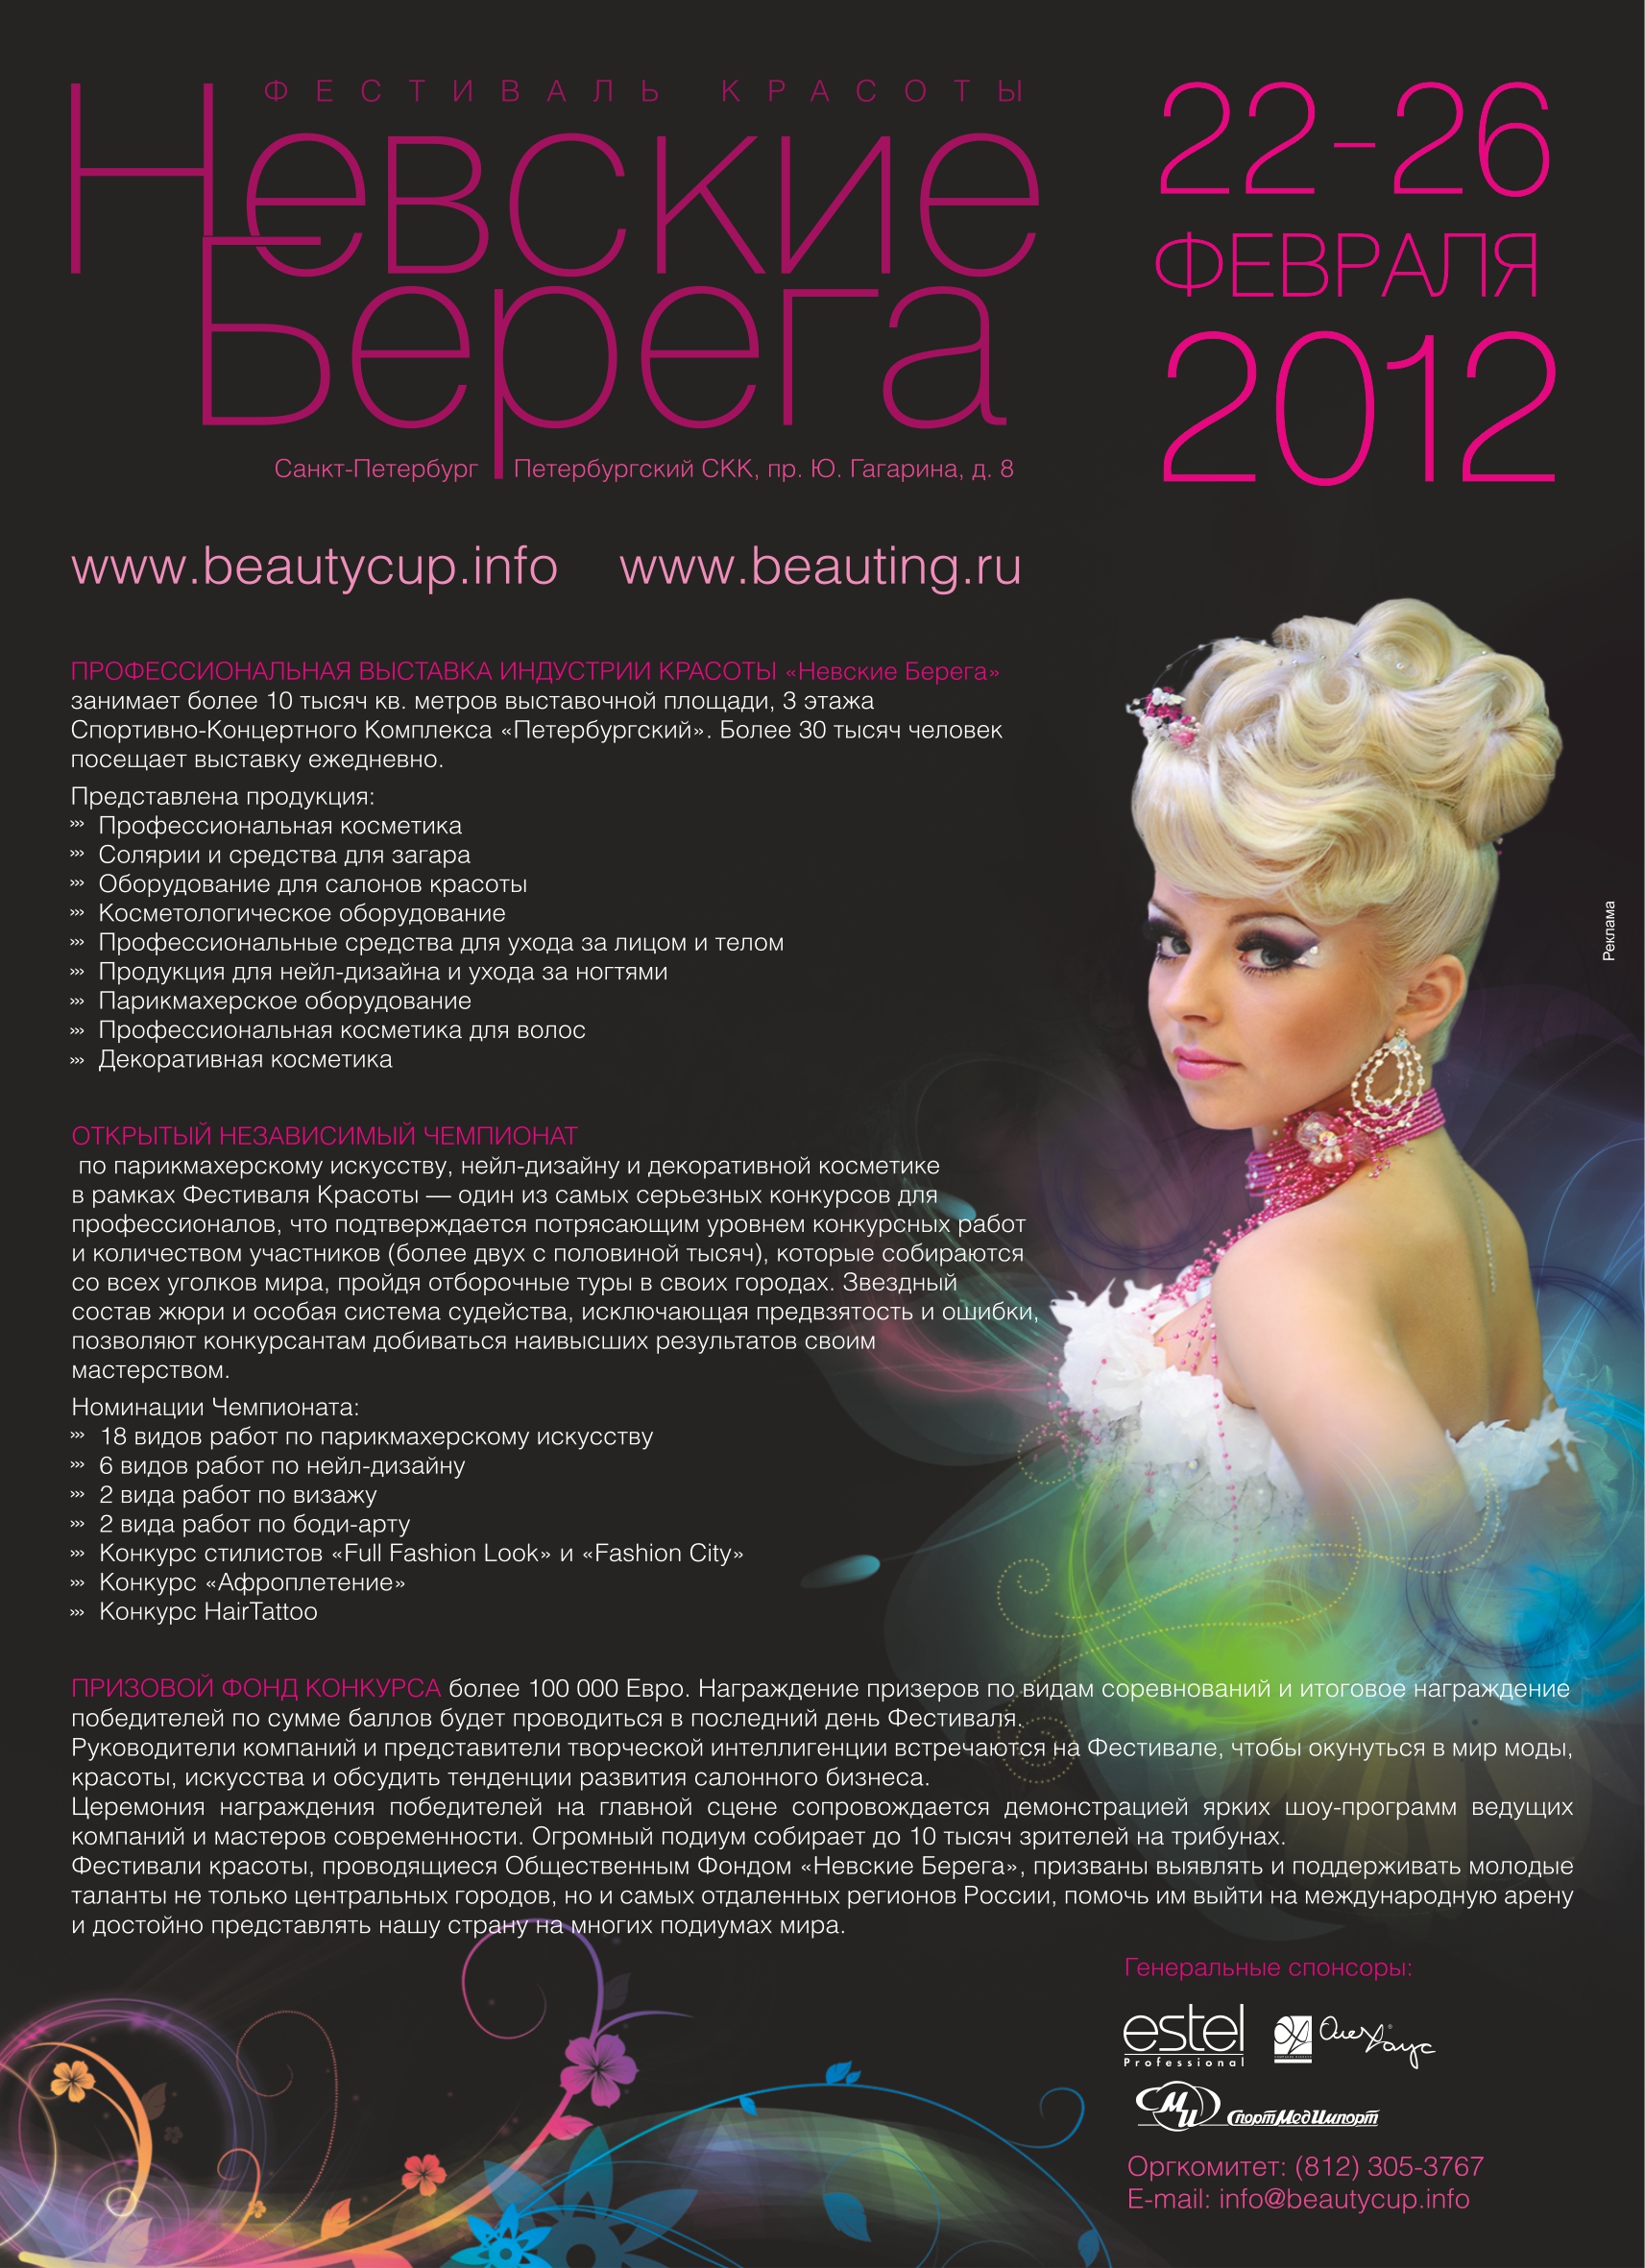 ФЕСТИВАЛЬ КРАСОТЫ
Невские
Берега
Санкт-Петербург Петербургский СКК, пр. Ю. Гагарина, д. 8
22-26
ФЕВРАЛЯ
2012
www.beautycup.info www.beauting.ru
ПРОФЕССИОНАЛЬНАЯ ВЫСТАВКА ИНДУСТРИИ КРАСОТЫ «Невские Берега»
занимает более 10 тысяч кв. метров выставочной площади, 3 этажа
Спортивно-Концертного Комплекса «Петербургский». Более 30 тысяч человек
посещает выставку ежедневно.
Представлена продукция:
››› Профессиональная косметика
››› Солярии и средства для загара
››› Оборудование для салонов красоты
››› Косметологическое оборудование
››› Профессиональные средства для ухода за лицом и телом
››› Продукция для нейл-дизайна и ухода за ногтями
››› Парикмахерское оборудование
››› Профессиональная косметика для волос
››› Декоративная косметика
Реклама
ОТКРЫТЫЙ НЕЗАВИСИМЫЙ ЧЕМПИОНАТ
по парикмахерскому искусству, нейл-дизайну и декоративной косметике
в рамках Фестиваля Красоты — один из самых серьезных конкурсов для
профессионалов, что подтверждается потрясающим уровнем конкурсных работ
и количеством участников (более двух с половиной тысяч), которые собираются
со всех уголков мира, пройдя отборочные туры в своих городах. Звездный
состав жюри и особая система судейства, исключающая предвзятость и ошибки,
позволяют конкурсантам добиваться наивысших результатов своим
мастерством.
Номинации Чемпионата:
››› 18 видов работ по парикмахерскому искусству
››› 6 видов работ по нейл-дизайну
››› 2 вида работ по визажу
››› 2 вида работ по боди-арту
››› Конкурс стилистов «Full Fashion Look» и «Fashion City»
››› Конкурс «Афроплетение»
››› Конкурс HairTattoo
ПРИЗОВОЙ ФОНД КОНКУРСА более 100 000 Евро. Награждение призеров по видам соревнований и итоговое награждение
победителей по сумме баллов будет проводиться в последний день Фестиваля.
Руководители компаний и представители творческой интеллигенции встречаются на Фестивале, чтобы окунуться в мир моды,
красоты, искусства и обсудить тенденции развития салонного бизнеса.
Церемония награждения победителей на главной сцене сопровождается демонстрацией ярких шоу-программ ведущих
компаний и мастеров современности. Огромный подиум собирает до 10 тысяч зрителей на трибунах.
Фестивали красоты, проводящиеся Общественным Фондом «Невские Берега», призваны выявлять и поддерживать молодые
таланты не только центральных городов, но и самых отдаленных регионов России, помочь им выйти на международную арену
и достойно представлять нашу страну на многих подиумах мира.
Генеральные спонсоры:
estel
Professional
ОлеХаус
МИ СпортМедИмпорт
Оргкомитет: (812) 305-3767
E-mail: info@beautycup.info